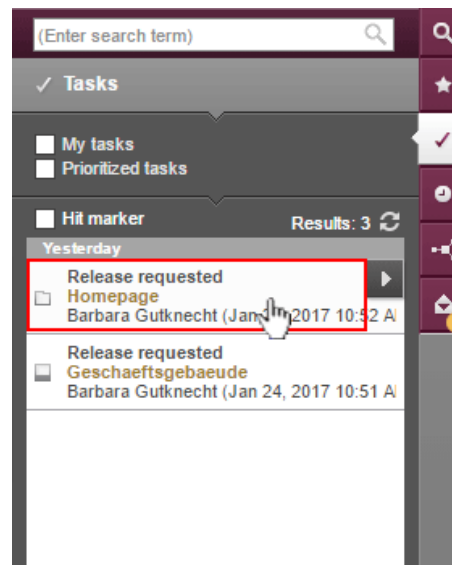 (Enter search term)
Tasks
My tasks
Prioritized tasks
Hit marker Results: 3
Yesterday
Release requested
Homepage
Barbara Gutknecht (Jan 2017 10:52 A
Release requested
Geschaeftsgebaeude
Barbara Gutknecht (Jan 24, 2017 10:51 A